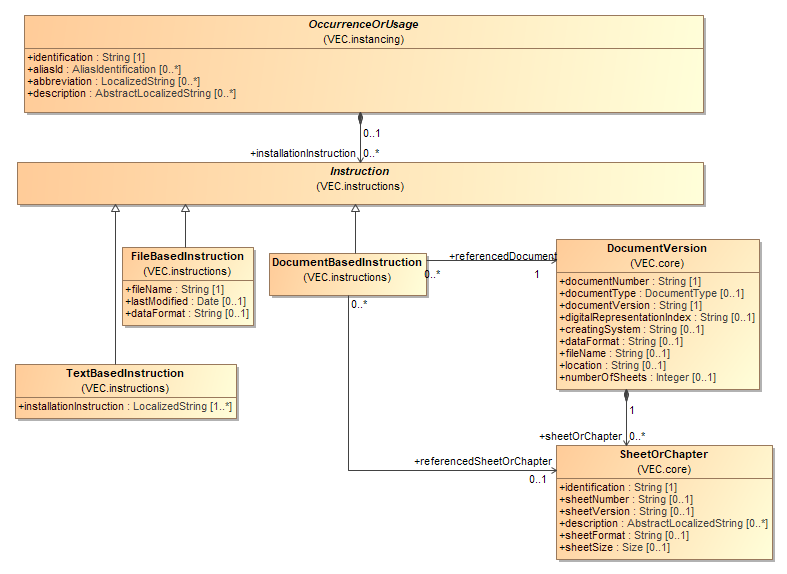 OccurrenceOrUsage
(VEC.instancing)
+identification : String [1]
+aliasId : AliasIdentification [0..*]
+abbreviation : LocalizedString [0..*]
+description : AbstractLocalizedString [0..*]
0..1
+installationInstruction 0..*
Instruction
(VEC.instructions)
FileBasedInstruction
(VEC.instructions)
+fileName : String [1]
+lastModified : Date [0..1]
+dataFormat : String [0..1]
DocumentBasedInstruction
(VEC.instructions)
+referencedDocument
0..*
1
0..*
DocumentVersion
(VEC.core)
+documentNumber : String [1]
+documentType : DocumentType [0..1]
+documentVersion : String [1]
+digitalRepresentationIndex : String [0..1]
+creatingSystem : String [0..1]
+dataFormat : String [0..1]
+fileName : String [0..1]
+location : String [0..1]
+numberOfSheets : Integer [0..1]
TextBasedInstruction
(VEC.instructions)
+installationInstruction : LocalizedString [1..*]
1
+sheetOrChapter 0..*
+referencedSheetOrChapter
0..1
SheetOrChapter
(VEC.core)
+identification : String [1]
+sheetNumber : String [0..1]
+sheetVersion : String [0..1]
+description : AbstractLocalizedString [0..*]
+sheetFormat : String [0..1]
+sheetSize : Size [0..1]